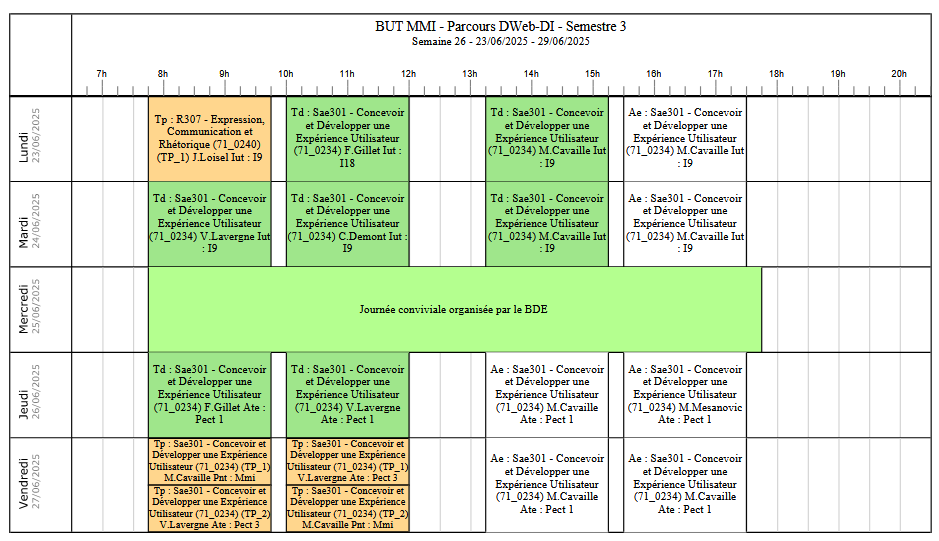 BUT MMI - Parcours DWeb-DI - Semestre 3
Semaine 26 - 23/06/2025 - 29/06/2025
7h 8h 9h 10h 11h 12h 13h 14h 15h 16h 17h 18h 19h 20h
Lundi
23/06/2025
Tp : R307 - Expression,
Communication et
Rhétorique (71_0240)
(TP_1) J.Loisel Iut : I9
Td : Sae301 - Concevoir
et Développer une
Expérience Utilisateur
(71_0234) F.Gillet Iut :
I18
Td : Sae301 - Concevoir
et Développer une
Expérience Utilisateur
(71_0234) M.Cavaille Iut
: I9
Ae : Sae301 - Concevoir
et Développer une
Expérience Utilisateur
(71_0234) M.Cavaille Iut
: I9
Mardi
24/06/2025
Td : Sae301 - Concevoir
et Développer une
Expérience Utilisateur
(71_0234) V.Lavergne Iut
: I9
Td : Sae301 - Concevoir
et Développer une
Expérience Utilisateur
(71_0234) C.Demont Iut :
I9
Td : Sae301 - Concevoir
et Développer une
Expérience Utilisateur
(71_0234) M.Cavaille Iut
: I9
Ae : Sae301 - Concevoir
et Développer une
Expérience Utilisateur
(71_0234) M.Cavaille Iut
: I9
Mercredi
25/06/2025
Journée conviviale organisée par le BDE
Jeudi
26/06/2025
Td : Sae301 - Concevoir
et Développer une
Expérience Utilisateur
(71_0234) F.Gillet Ate :
Pect 1
Td : Sae301 - Concevoir
et Développer une
Expérience Utilisateur
(71_0234) V.Lavergne
Ate : Pect 1
Ae : Sae301 - Concevoir
et Développer une
Expérience Utilisateur
(71_0234) M.Cavaille
Ate : Pect 1
Ae : Sae301 - Concevoir
et Développer une
Expérience Utilisateur
(71_0234) M.Mesanovic
Ate : Pect 1
Vendredi
27/06/2025
Tp : Sae301 - Concevoir et
Développer une Expérience
Utilisateur (71_0234) (TP_1)
M.Cavaille Pnt : Mmi
Tp : Sae301 - Concevoir et
Développer une Expérience
Utilisateur (71_0234) (TP_2)
V.Lavergne Ate : Pect 3
Tp : Sae301 - Concevoir et
Développer une Expérience
Utilisateur (71_0234) (TP_1)
V.Lavergne Ate : Pect 3
Tp : Sae301 - Concevoir et
Développer une Expérience
Utilisateur (71_0234) (TP_2)
M.Cavaille Pnt : Mmi
Ae : Sae301 - Concevoir
et Développer une
Expérience Utilisateur
(71_0234) M.Cavaille
Ate : Pect 1
Ae : Sae301 - Concevoir
et Développer une
Expérience Utilisateur
(71_0234) M.Cavaille
Ate : Pect 1